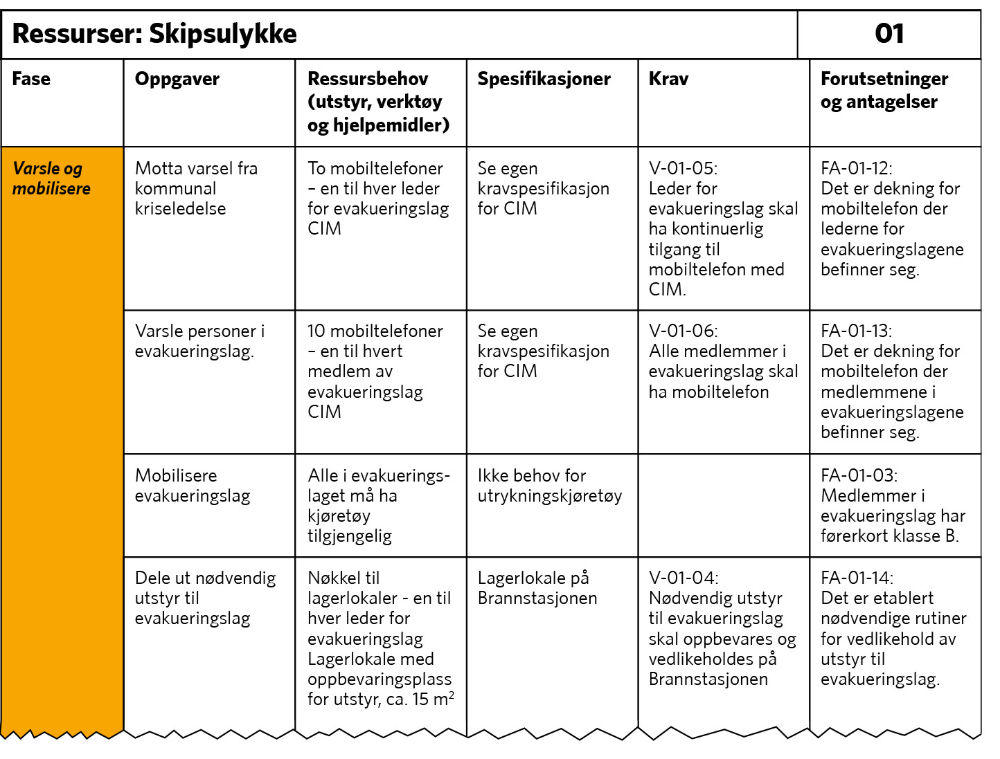 Ressurser: Skipsulykke
01
Fase
Oppgaver
Ressursbehov
(utstyr, verktøy
og hjelpemidler)
Spesifikasjoner
Krav
Forutsetninger
og antagelser
Varsle og
mobilisere
Motta varsel fra
kommunal
kriseledelse
To mobiltelefoner
– en til hver leder
for evakueringslag
CIM
Se egen
kravspesifikasjon
for CIM
V-01-05:
Leder for
evakueringslag skal
ha kontinuerlig
tilgang til
mobiltelefon med
CIM.
FA-01-12:
Det er dekning for
mobiltelefon der
lederne for
evakueringslagene
befinner seg.
Varsle personer i
evakueringslag.
10 mobiltelefoner
– en til hvert
medlem av
evakueringslag
CIM
Se egen
kravspesifikasjon
for CIM
V-01-06:
Alle medlemmer i
evakueringslag skal
ha mobiltelefon
FA-01-13:
Det er dekning for
mobiltelefon der
medlemmene i
evakueringslagene
befinner seg.
Mobilisere
evakueringslag
Alle i evakuerings-
laget må ha
kjøretøy
tilgjengelig
Ikke behov for
utrykningskjøretøy
FA-01-03:
Medlemmer i
evakueringslag har
førerkort klasse B.
Dele ut nødvendig
utstyr til
evakueringslag
Nøkkel til
lagerlokaler - en til
hver leder for
evakueringslag
Lagerlokale med
oppbevaringsplass
for utstyr, ca. 15 m²
Lagerlokale på
Brannstasjonen
V-01-04:
Nødvendig utstyr
til evakueringslag
skal oppbevares og
vedlikeholdes på
Brannstasjonen
FA-01-14:
Det er etablert
nødvendige rutiner
for vedlikehold av
utstyr til
evakueringslag.